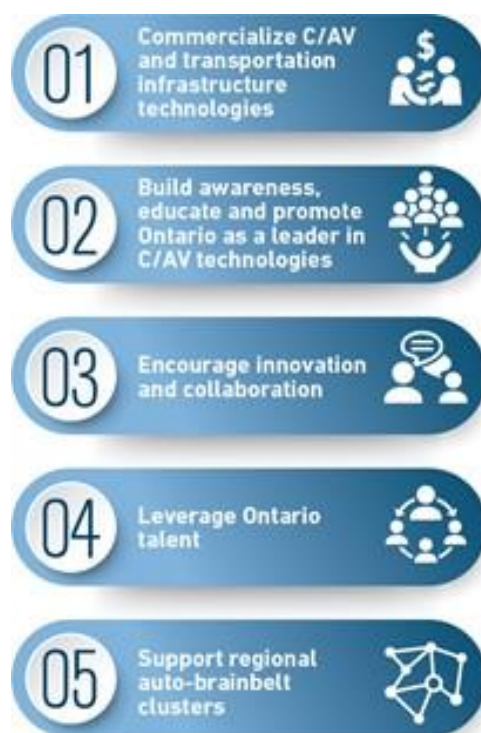 01
Commercialize C/AV
and transportation
infrastructure
technologies
$
02
Build awareness,
educate and promote
Ontario as a leader in
C/AV technologies
03
Encourage innovation
and collaboration
04
Leverage Ontario
talent
05
Support regional
auto-brainbelt
clusters